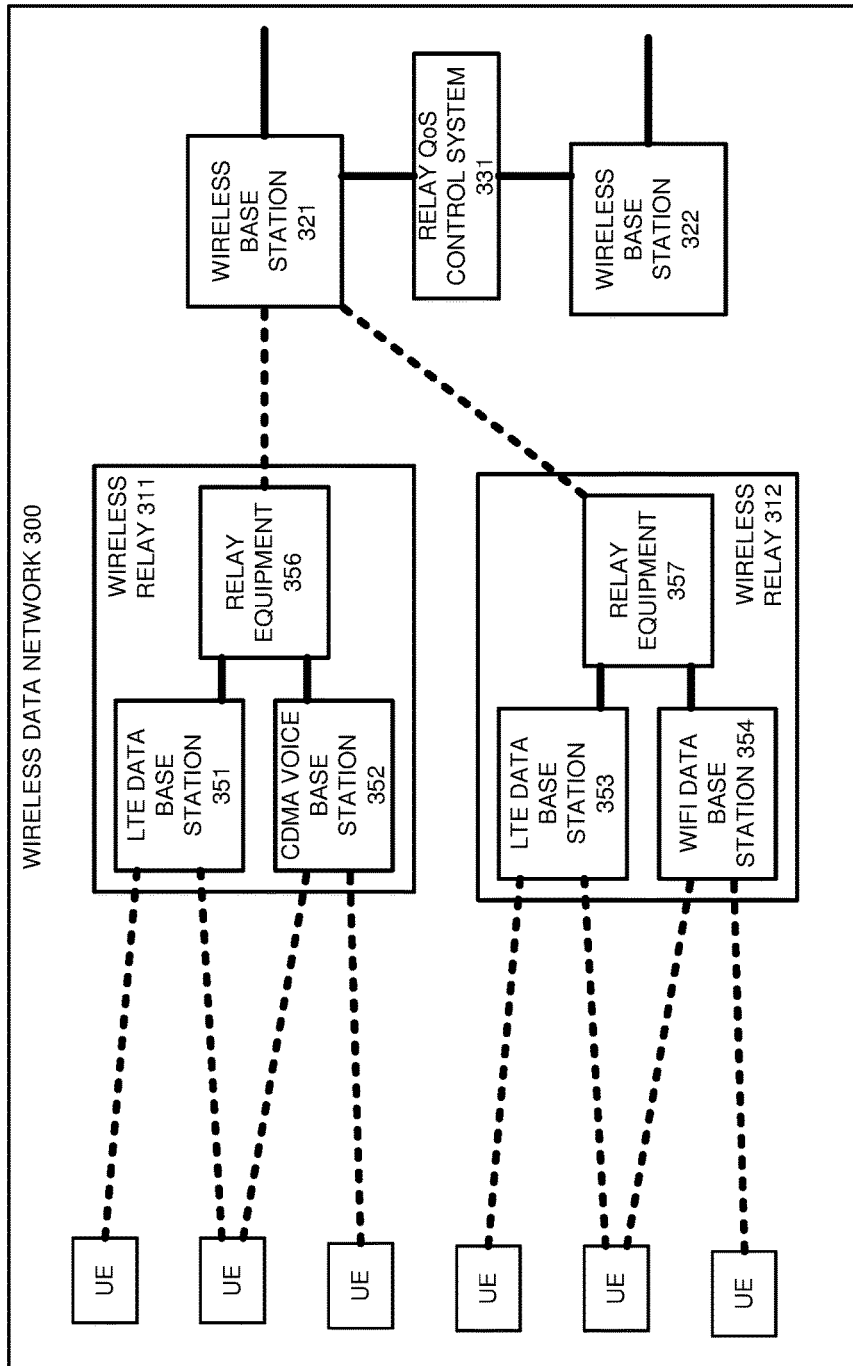 WIRELESS DATA NETWORK 300
UE
UE
UE
LTE DATA
BASE
STATION
351
CDMA VOICE
BASE
STATION
352
RELAY
EQUIPMENT
356
WIRELESS
RELAY 311
WIRELESS
BASE
STATION
321
RELAY QoS
CONTROL SYSTEM
331
UE
UE
UE
LTE DATA
BASE
STATION
353
WIFI DATA
BASE
STATION 354
RELAY
EQUIPMENT
357
WIRELESS
RELAY 312
WIRELESS
BASE
STATION
322